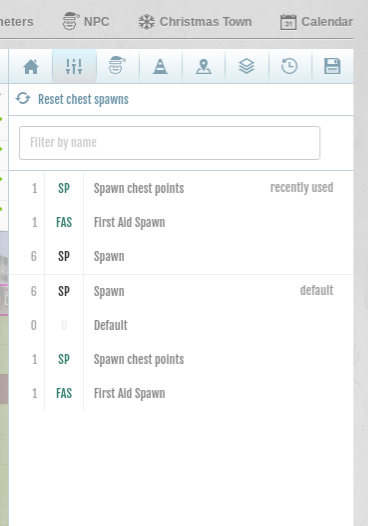 meters NPC Christmas Town 31 Calendar
Reset chest spawns
Filter by name
1 SP Spawn chest points recently used
1 FAS First Aid Spawn
6 SP Spawn
6 SP Spawn default
0 D Default
1 SP Spawn chest points
1 FAS First Aid Spawn